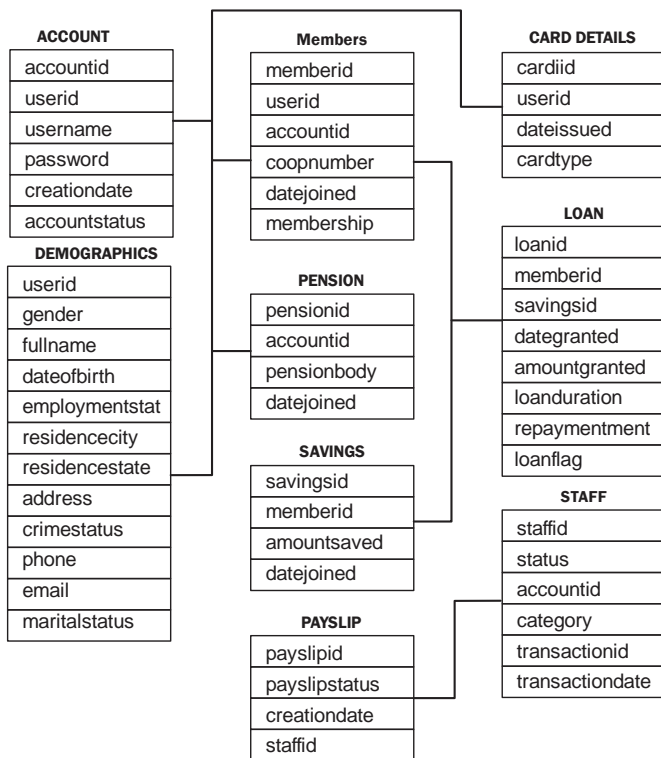 ACCOUNT
accountid
userid
username
password
creationdate
accountstatus
DEMOGRAPHICS
userid
gender
fullname
dateofbirth
employmentstat
residencecity
residencestate
address
crimestatus
phone
email
maritalstatus
Members
memberid
userid
accountid
coopnumber
datejoined
membership
PENSION
pensionid
accountid
pensionbody
datejoined
SAVINGS
savingsid
memberid
amountsaved
datejoined
PAYSLIP
payslipid
payslipstatus
creationdate
staffid
CARD DETAILS
cardiid
userid
dateissued
cardtype
LOAN
loanid
memberid
savingsid
dategranted
amountgranted
loanduration
repaymentment
loanflag
STAFF
staffid
status
accountid
category
transactionid
transactiondate